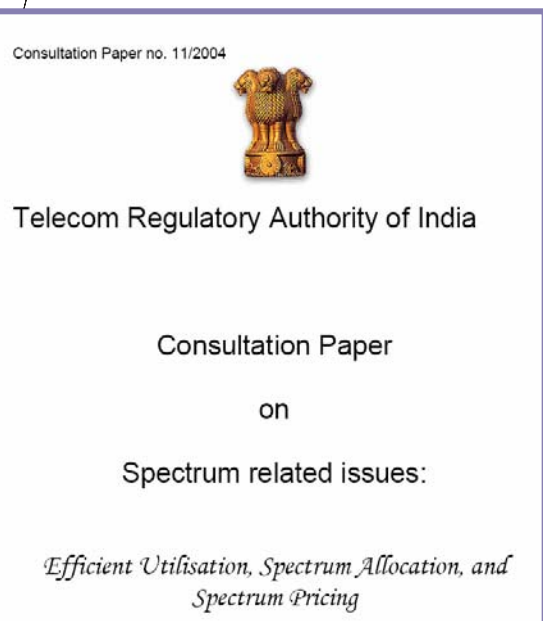 Consultation Paper no. 11/2004
Telecom Regulatory Authority of India
Consultation Paper
on
Spectrum related issues:
Efficient Utilisation, Spectrum Allocation, and
Spectrum Pricing